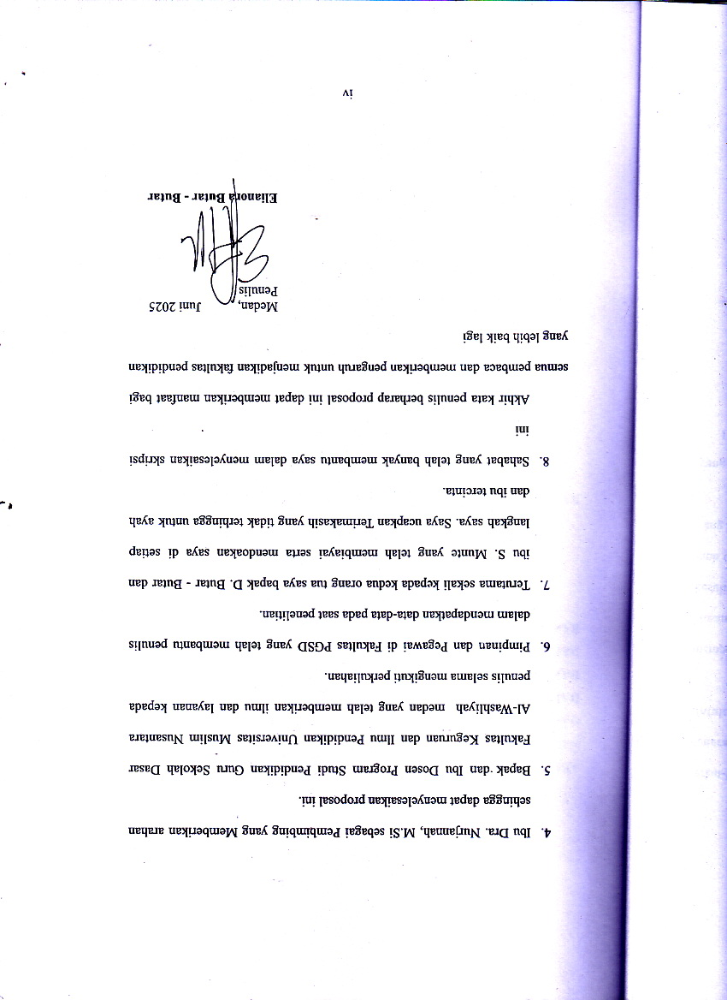 4. Ibu Dra. Nurjannah, M.Si sebagai Pembimbing yang Memberikan arahan
sehingga dapat menyelesaikan proposal ini.
5. Bapak dan Ibu Dosen Program Studi Pendidikan Guru Sekolah Dasar
Fakultas Keguruan dan Ilmu Pendidikan Universitas Muslim Nusantara
Al-Washliyah medan yang telah memberikan ilmu dan layanan kepada
penulis selama mengikuti perkuliahan.
6. Pimpinan dan Pegawai di Fakultas PGSD yang telah membantu penulis
dalam mendapatkan data-data pada saat penelitian.
7. Terutama sekali kepada kedua orang tua saya bapak D. Butar - Butar dan
ibu S. Munte yang telah membiayai serta mendoakan saya di setiap
langkah saya. Saya ucapkan Terimakasih yang tidak terhingga untuk ayah
dan ibu tercinta.
8. Sahabat yang telah banyak membantu saya dalam menyelesaikan skripsi
ini
Akhir kata penulis berharap proposal ini dapat memberikan manfaat bagi
semua pembaca dan memberikan pengaruh untuk menjadikan fakultas pendidikan
yang lebih baik lagi
Medan, Juni 2025
Penulis
Elianora Butar - Butar
iv